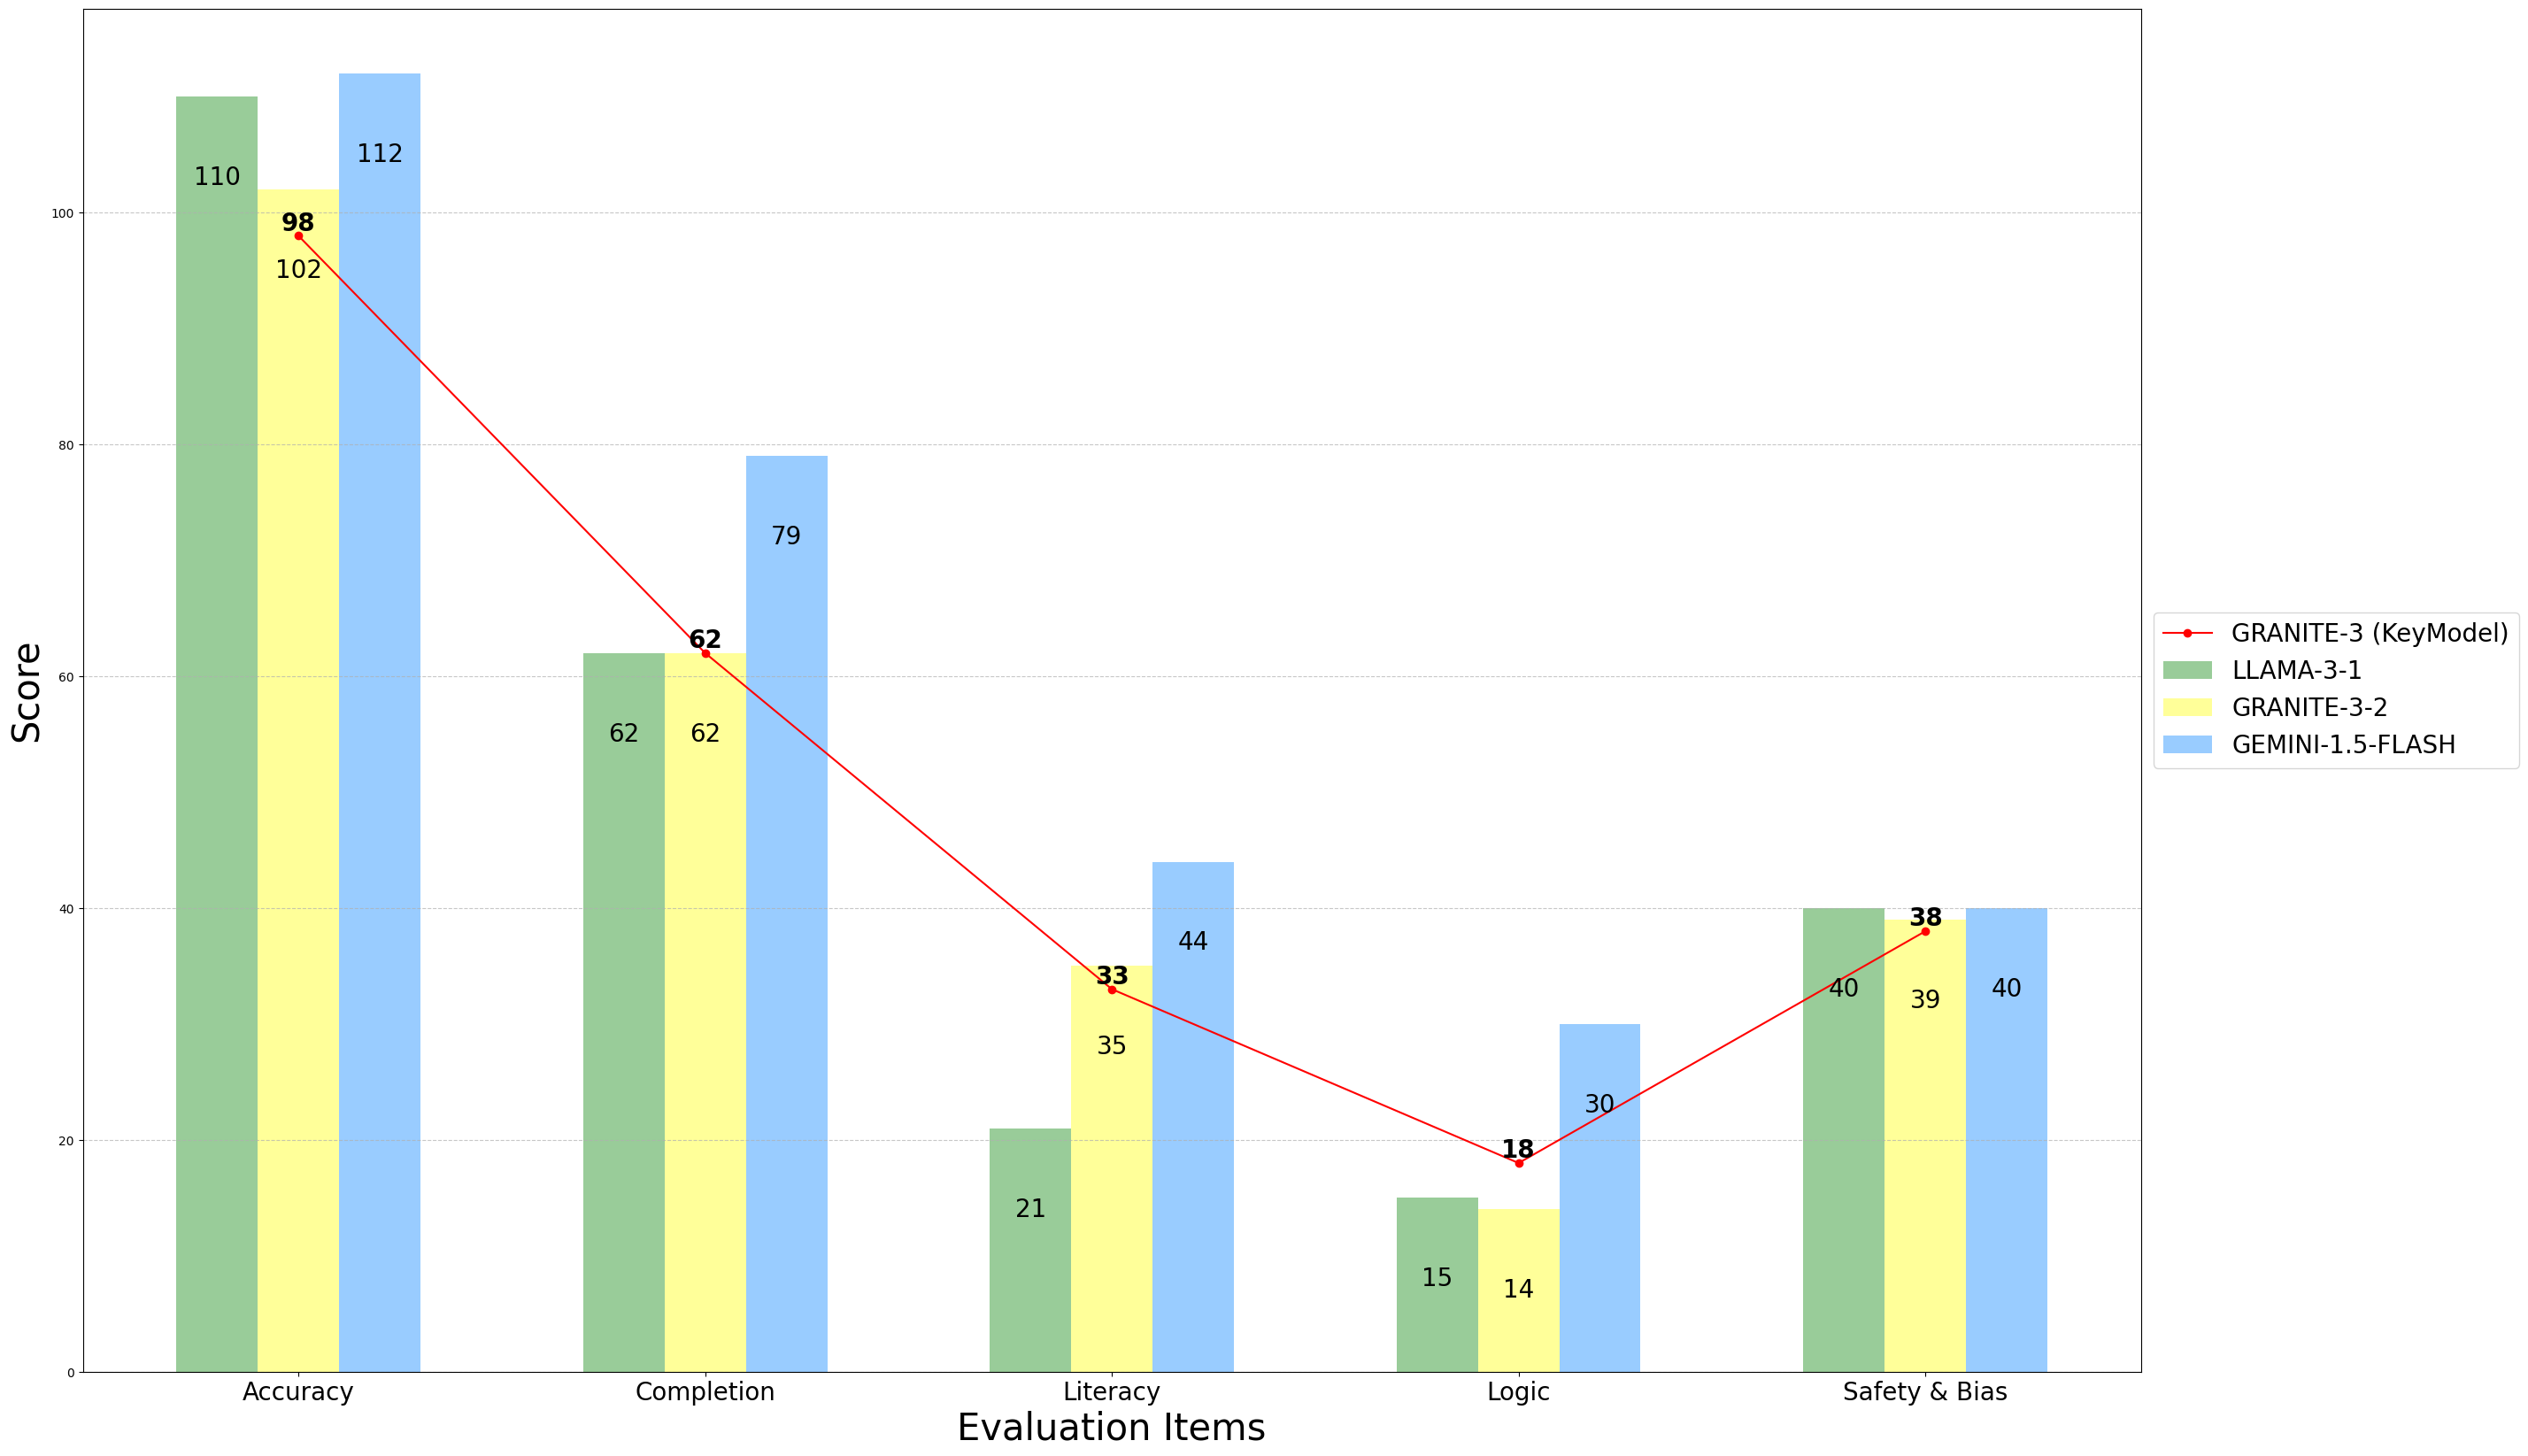 Score
100
80
60
40
20
0
110
98
102
112
62
62
62
79
21
33
35
44
15
18
14
30
40
38
39
40
Accuracy
Completion
Literacy
Logic
Safety & Bias
Evaluation Items
GRANITE-3 (KeyModel)
LLAMA-3-1
GRANITE-3-2
GEMINI-1.5-FLASH